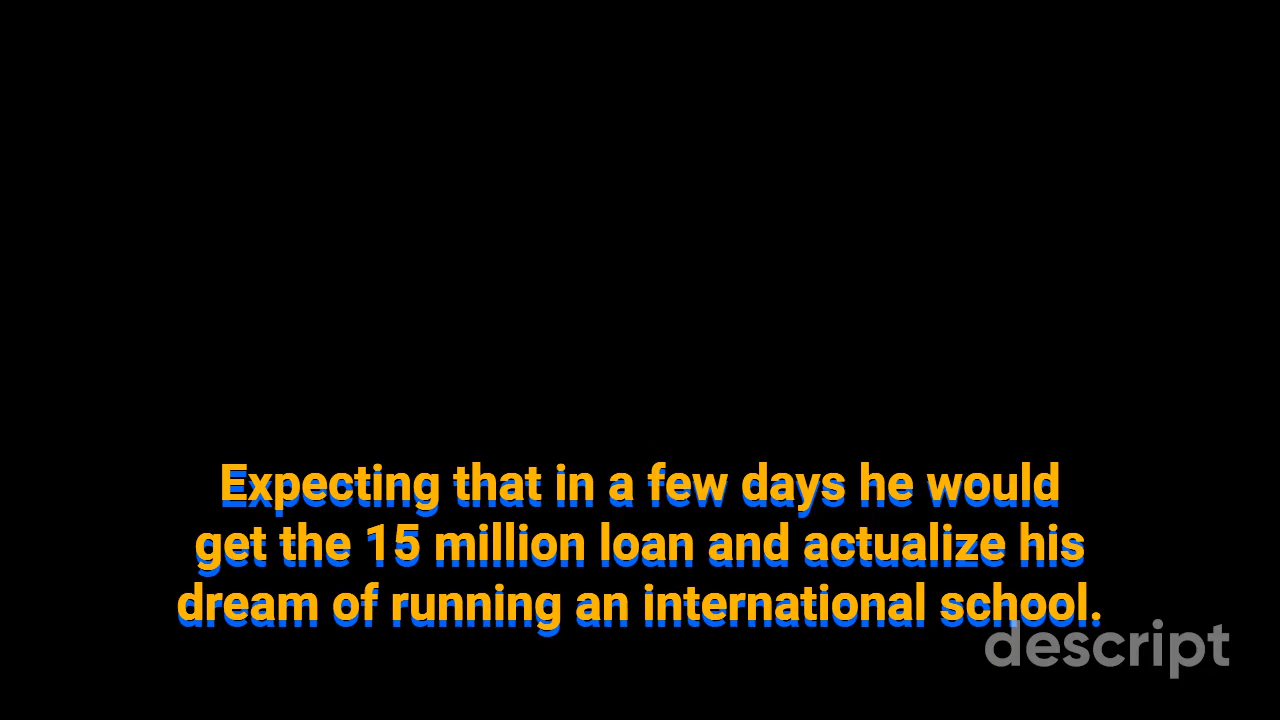 Expecting that in a few days he would
get the 15 million loan and actualize his
dream of running an international school.
descript